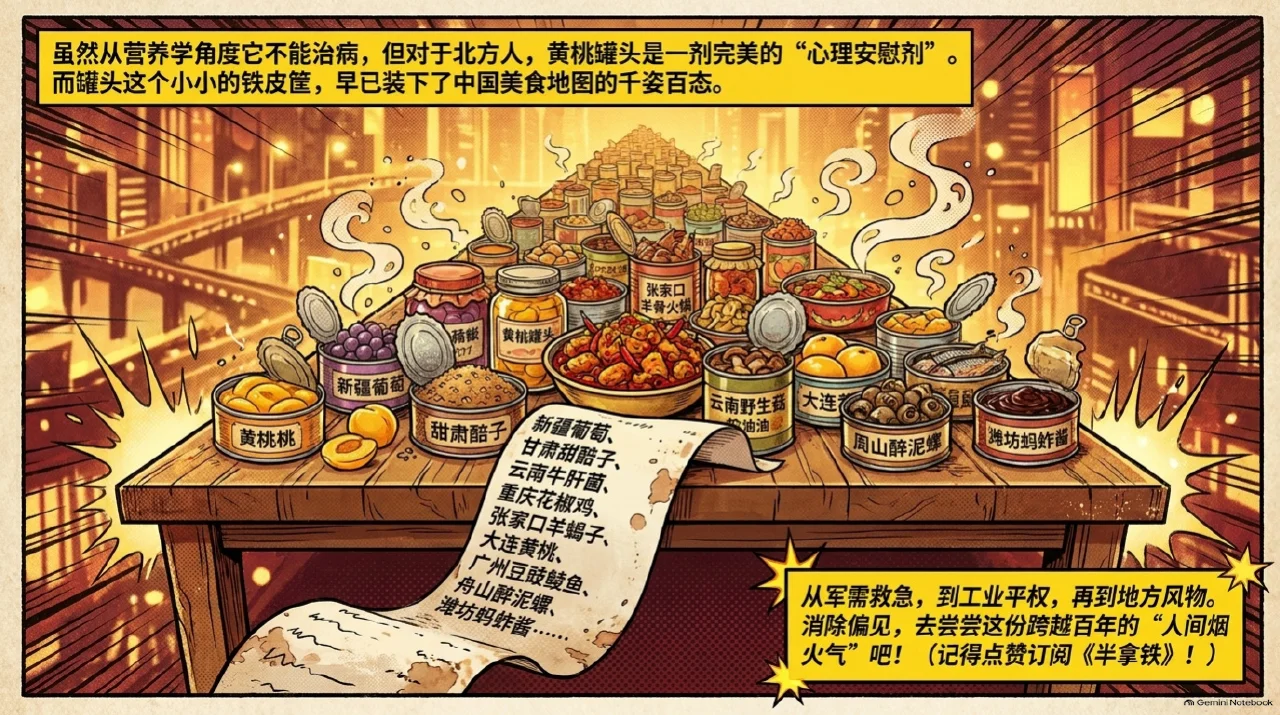 虽然从营养学角度它不能治病，但对于北方人，黄桃罐头是一剂完美的“心理安慰剂”。
而罐头这个小小的铁皮筐，早已装下了中国美食地图的千姿百态。
张家口
羊骨火锅
黄桃罐头
新疆葡萄
黄桃桃
甜肃醅子
云南野生菇
油油
大连
周山醉泥螺
潍坊蚂蚱酱
新疆葡萄、
甘肃甜醅子、
云南牛肝菌、
重庆花椒鸡、
张家口羊蝎子、
大连黄桃、
广州豆豉鲮鱼、
舟山醉泥螺、
潍坊蚂蚱酱……
从军需救急，到工业平权，再到地方风物。
消除偏见，去尝尝这份跨越百年的“人间烟
火气”吧！（记得点赞订阅《半拿铁》！）
Gemini Notebook